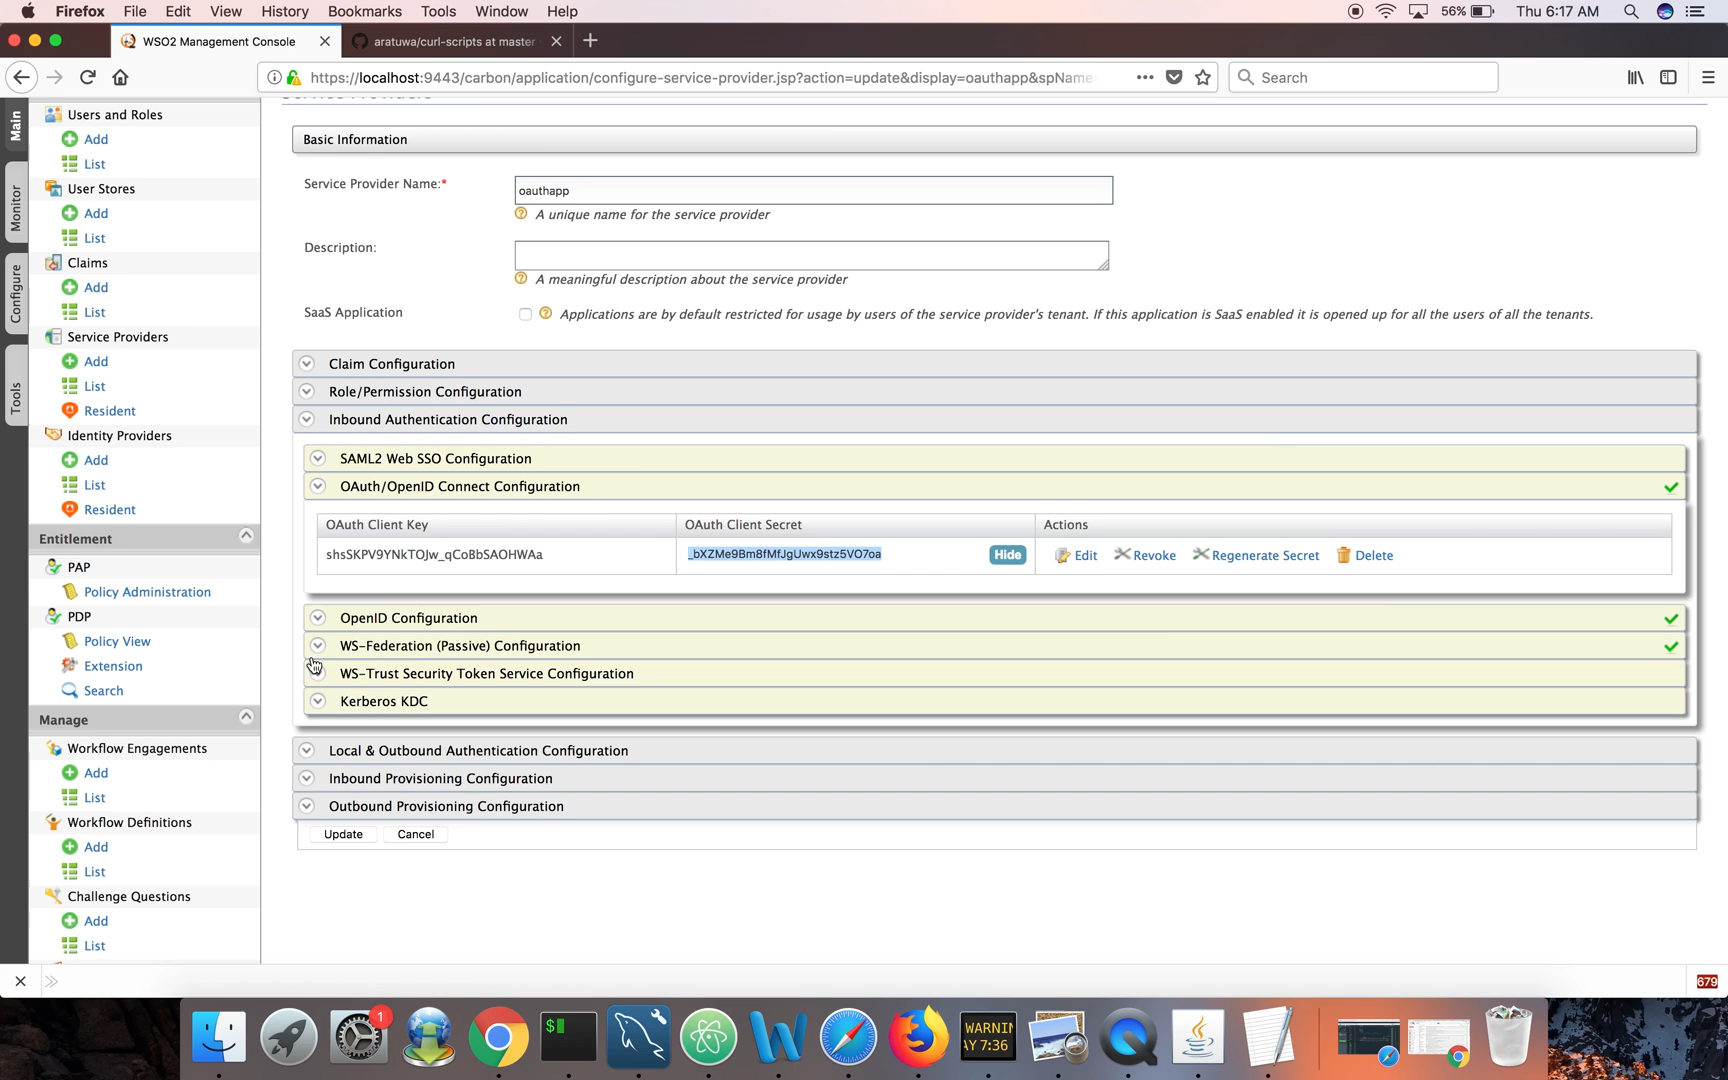 Firefox File Edit View History Bookmarks Tools Window Help 56% Thu 6:17 AM
WSO2 Management Console
aratuwa/curl-scripts at master
https://localhost:9443/carbon/application/configure-service-provider.jsp?action=update&display=oauthapp&spName
Search
Main
Monitor
Configure
Tools
Users and Roles
Add
List
User Stores
Add
List
Claims
Add
List
Service Providers
Add
List
Resident
Identity Providers
Add
List
Resident
Entitlement
PAP
Policy Administration
PDP
Policy View
Extension
Search
Manage
Workflow Engagements
Add
List
Workflow Definitions
Add
List
Challenge Questions
Add
List
Basic Information
Service Provider Name:*
oauthapp
A unique name for the service provider
Description:
A meaningful description about the service provider
SaaS Application
Applications are by default restricted for usage by users of the service provider's tenant. If this application is SaaS enabled it is opened up for all the users of all the tenants.
Claim Configuration
Role/Permission Configuration
Inbound Authentication Configuration
SAML2 Web SSO Configuration
OAuth/OpenID Connect Configuration
OAuth Client Key OAuth Client Secret Actions
shsSKPV9YNkTOJw_qCoBbSAOHWAa _bXZMe9Bm8fMfJgUwx9stz5VO7oa Hide Edit Revoke Regenerate Secret Delete
OpenID Configuration
WS-Federation (Passive) Configuration
WS-Trust Security Token Service Configuration
Kerberos KDC
Local & Outbound Authentication Configuration
Inbound Provisioning Configuration
Outbound Provisioning Configuration
Update Cancel
679
1
$
WARNIN
AY 7:36